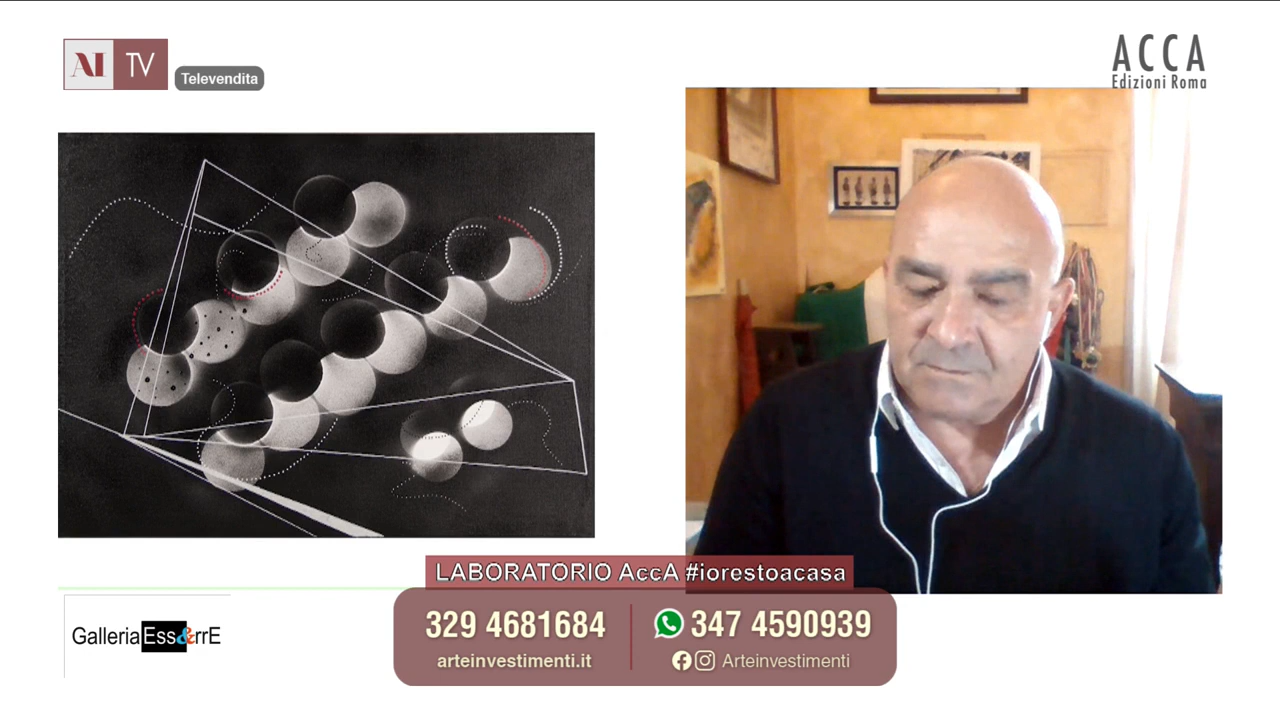 AI TV
Televendita
ACCA
Edizioni Roma
LABORATORIO AccA #iorestoacasa
329 4681684
347 4590939
arteinvestimenti.it
Arteinvestimenti
GalleriaEss&rrE